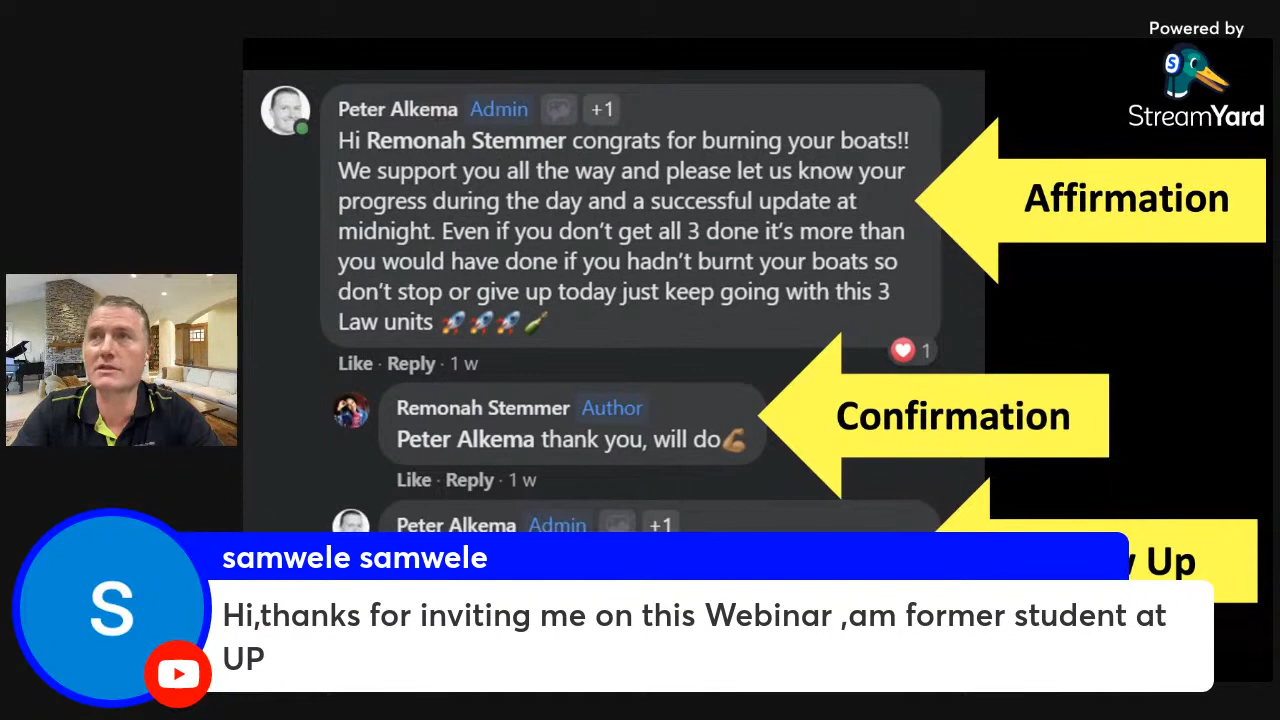 Powered by
StreamYard
Peter Alkema Admin +1
Hi Remonah Stemmer congrats for burning your boats!!
We support you all the way and please let us know your
progress during the day and a successful update at
midnight. Even if you don't get all 3 done it's more than
you would have done if you hadn't burnt your boats so
don't stop or give up today just keep going with this 3
Law units
1
Like · Reply · 1 w
Affirmation
Remonah Stemmer Author
Peter Alkema thank you, will do
Like · Reply · 1 w
Confirmation
Peter Alkema Admin +1
Up
S
samwele samwele
Hi,thanks for inviting me on this Webinar ,am former student at
UP